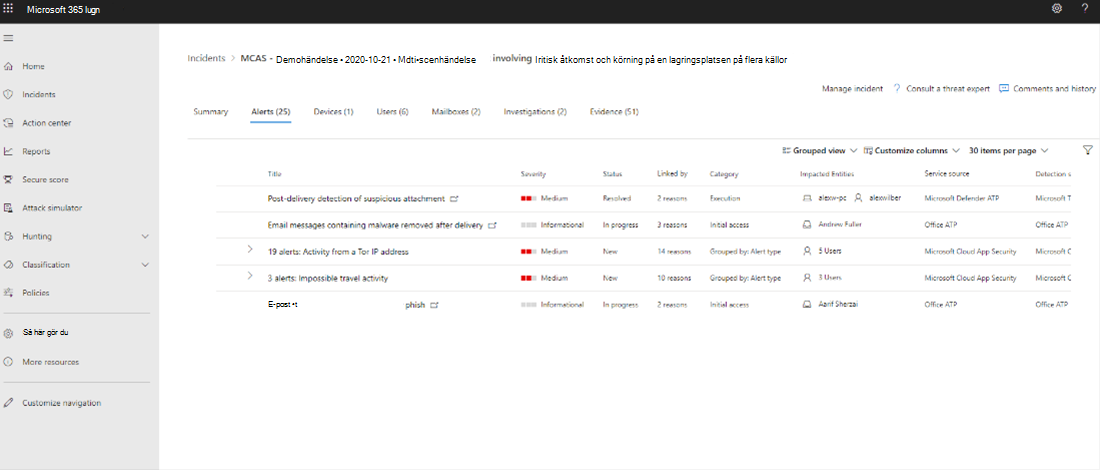 Microsoft 365 lugn
?
Incidents > MCAS - Demohändelse • 2020-10-21 • Mdti-scenhändelse involving Iritisk åtkomst och körning på en lagringsplatsen på flera källor
Manage incident ? Consult a threat expert Comments and history
Summary Alerts (25) Devices (1) Users (6) Mailboxes (2) Investigations (2) Evidence (51)
Grouped view Customize columns 30 items per page
Home
Incidents
Action center
Reports
Secure score
Attack simulator
Hunting
Classification
Policies
Så här gör du
More resources
Customize navigation
Title Severity Status Linked by Category Impacted Entities Service source Detection s
Post-delivery detection of suspicious attachment Medium Resolved 2 reasons Execution alexw-pc alexwilber Microsoft Defender ATP Microsoft T
Email messages containing malware removed after delivery Informational In progress 3 reasons Initial access Andrew Fuller Office ATP Office ATP
19 alerts: Activity from a Tor IP address Medium New 14 reasons Grouped by: Alert type 5 Users Microsoft Cloud App Security Microsoft C
3 alerts: Impossible travel activity Medium New 10 reasons Grouped by: Alert type 3 Users Microsoft Cloud App Security Microsoft C
E-post •t phish Informational In progress 2 reasons Initial access Aarif Sherzai Office ATP Office ATP